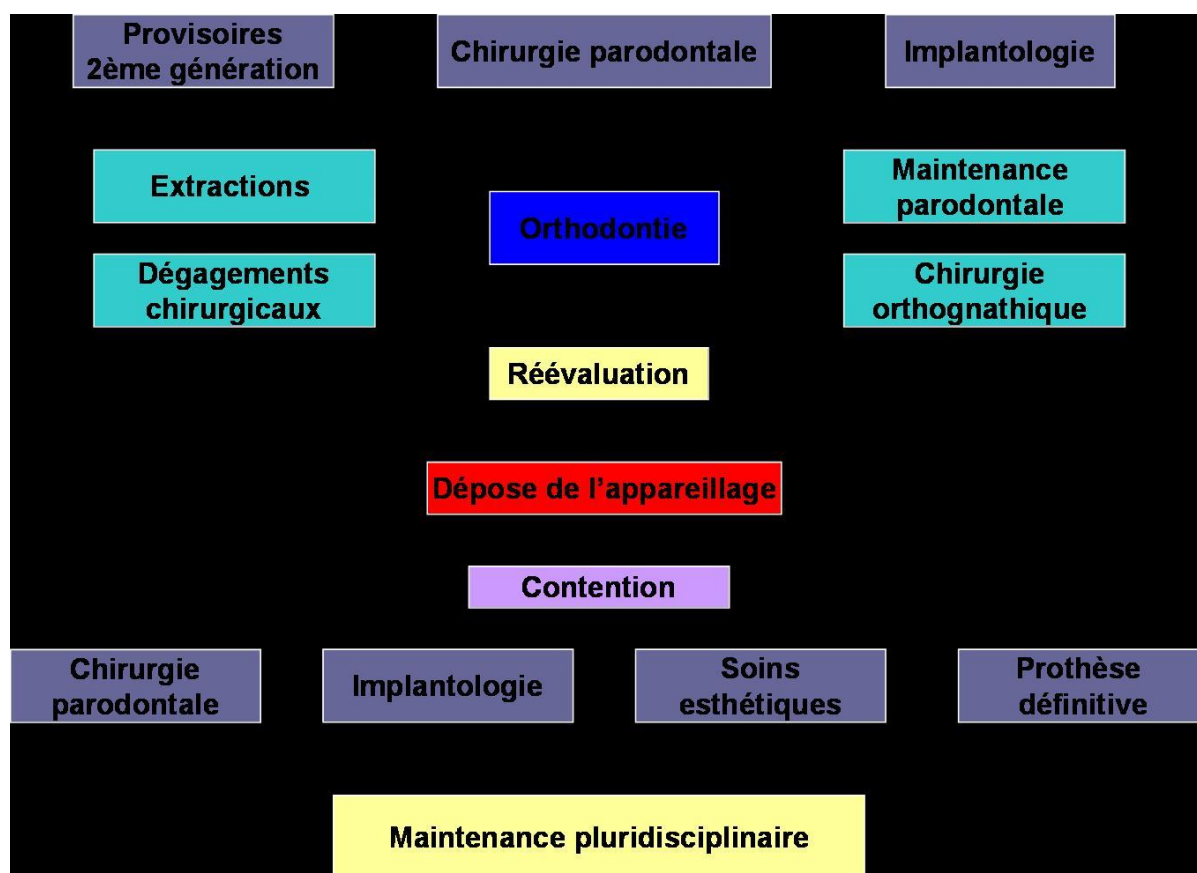 Provisoires
2ème génération
Chirurgie parodontale
Implantologie
Extractions
Maintenance
parodontale
Orthodontie
Dégagements
chirurgicaux
Chirurgie
orthognathique
Réévaluation
Dépose de l’appareillage
Contention
Chirurgie
parodontale
Implantologie
Soins
esthétiques
Prothèse
définitive
Maintenance pluridisciplinaire